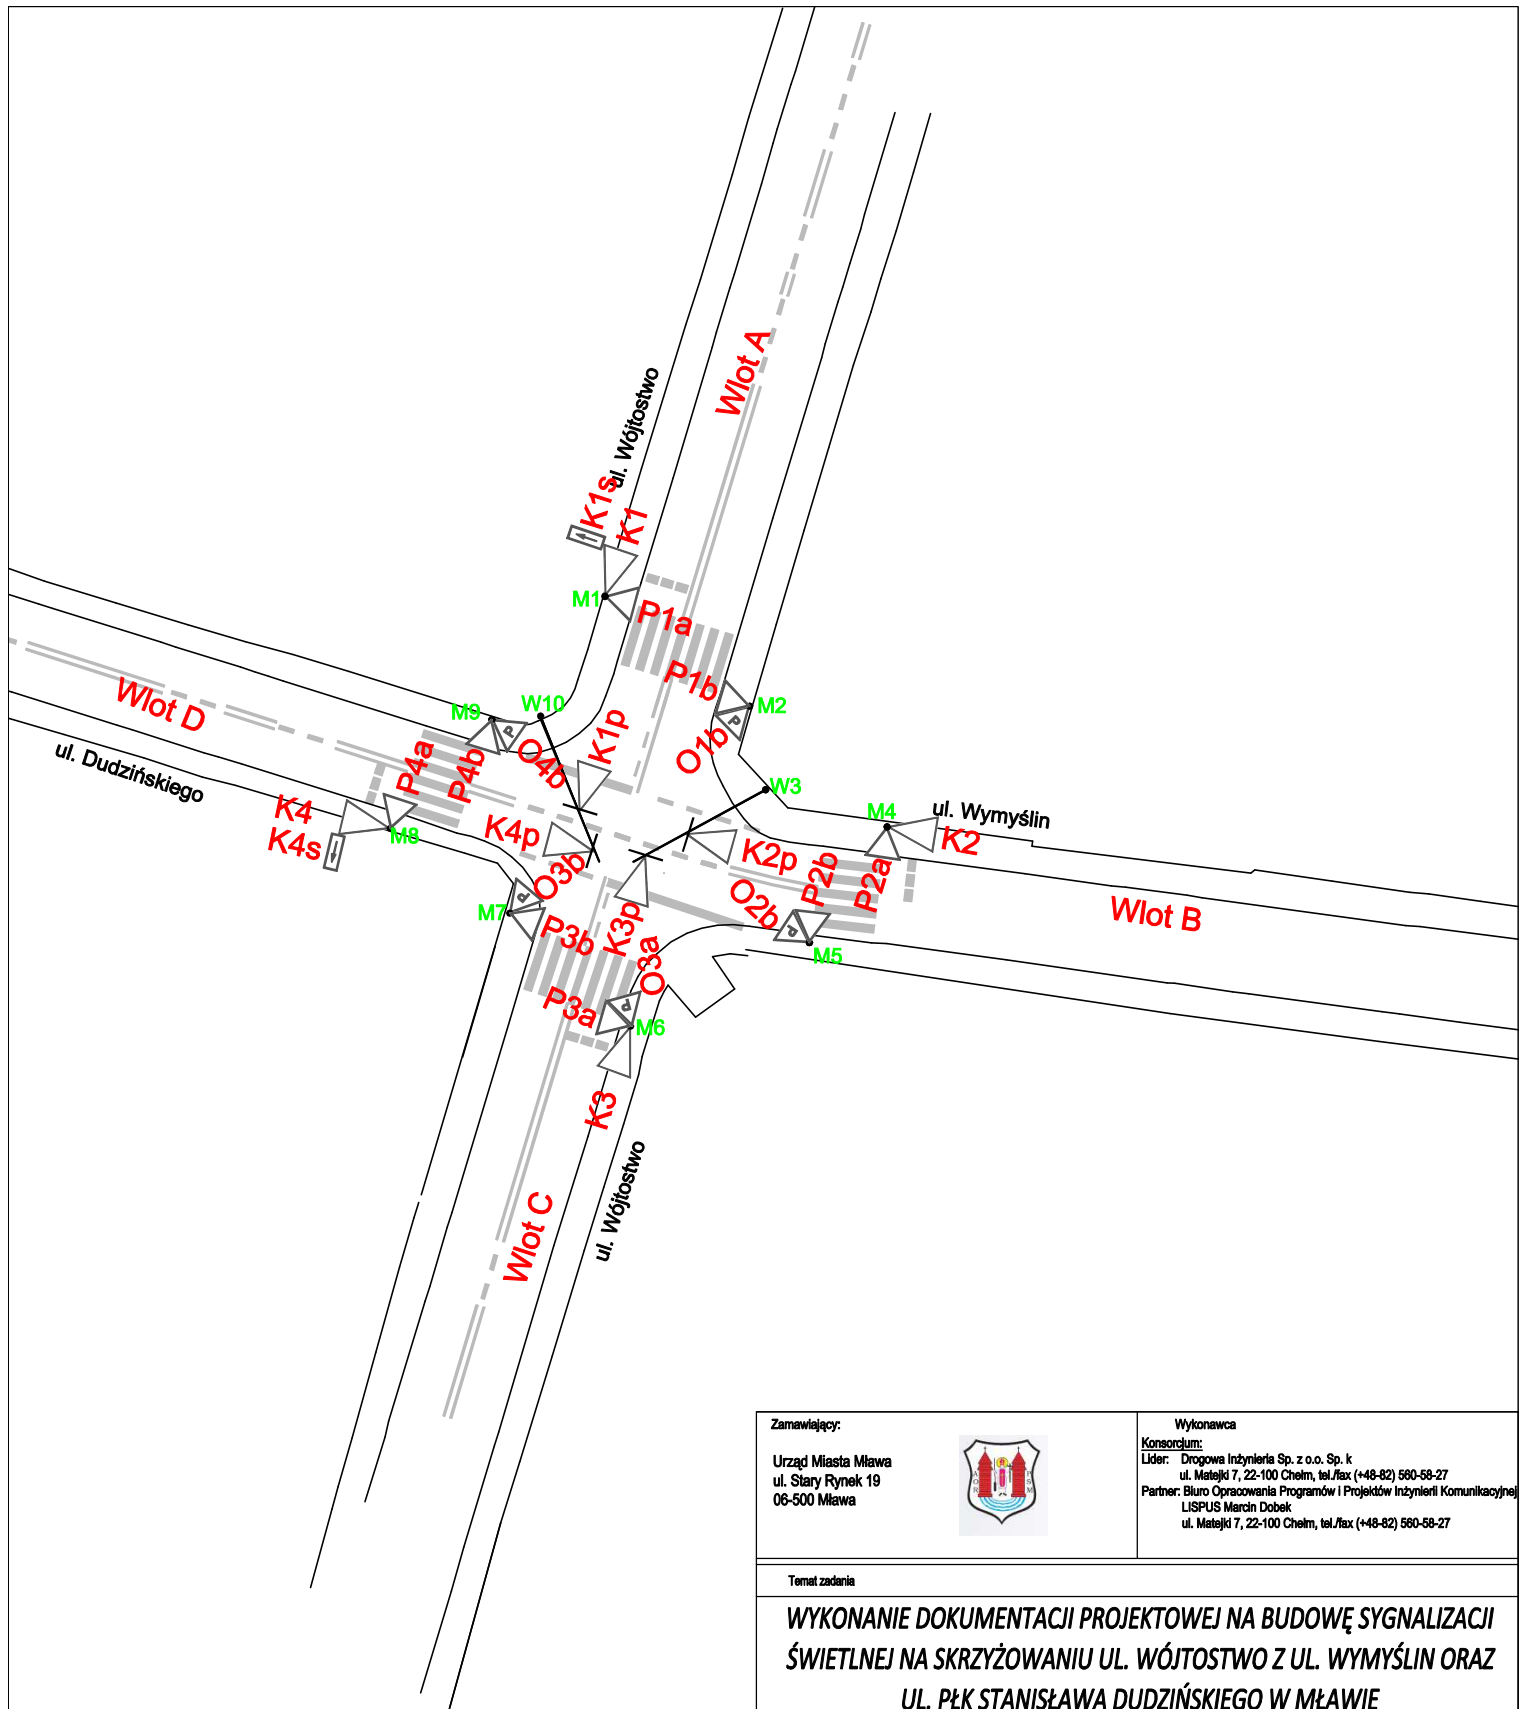 Wlot A
ul. Wójtostwo
K1s
K1
M1
P1a
P1b
M2
P
O1b
W10
M9
P
O4b
K1p
Wlot D
ul. Dudzińskiego
P4a
P4b
K4
K4s
M8
K4p
W3
M4
ul. Wymyślin
K2
K2p
P2b
P2a
O2b
P
M5
Wlot B
O3b
P
M7
P3b
K3p
O3a
P3a
P
M6
K3
ul. Wójtostwo
Wlot C
Zamawiający:
Urząd Miasta Mława
ul. Stary Rynek 19
06-500 Mława
AOR
PSM
Wykonawca
Konsorcjum:
Lider: Drogowa Inżynieria Sp. z o.o. Sp. k
ul. Matejki 7, 22-100 Chełm, tel./fax (+48-82) 560-58-27
Partner: Biuro Opracowania Programów i Projektów Inżynierii Komunikacyjnej
LISPUS Marcin Dobek
ul. Matejki 7, 22-100 Chełm, tel./fax (+48-82) 560-58-27
Temat zadania
WYKONANIE DOKUMENTACJI PROJEKTOWEJ NA BUDOWĘ SYGNALIZACJI
ŚWIETLNEJ NA SKRZYŻOWANIU UL. WÓJTOSTWO Z UL. WYMYŚLIN ORAZ
UL. PŁK STANISŁAWA DUDZIŃSKIEGO W MŁAWIE